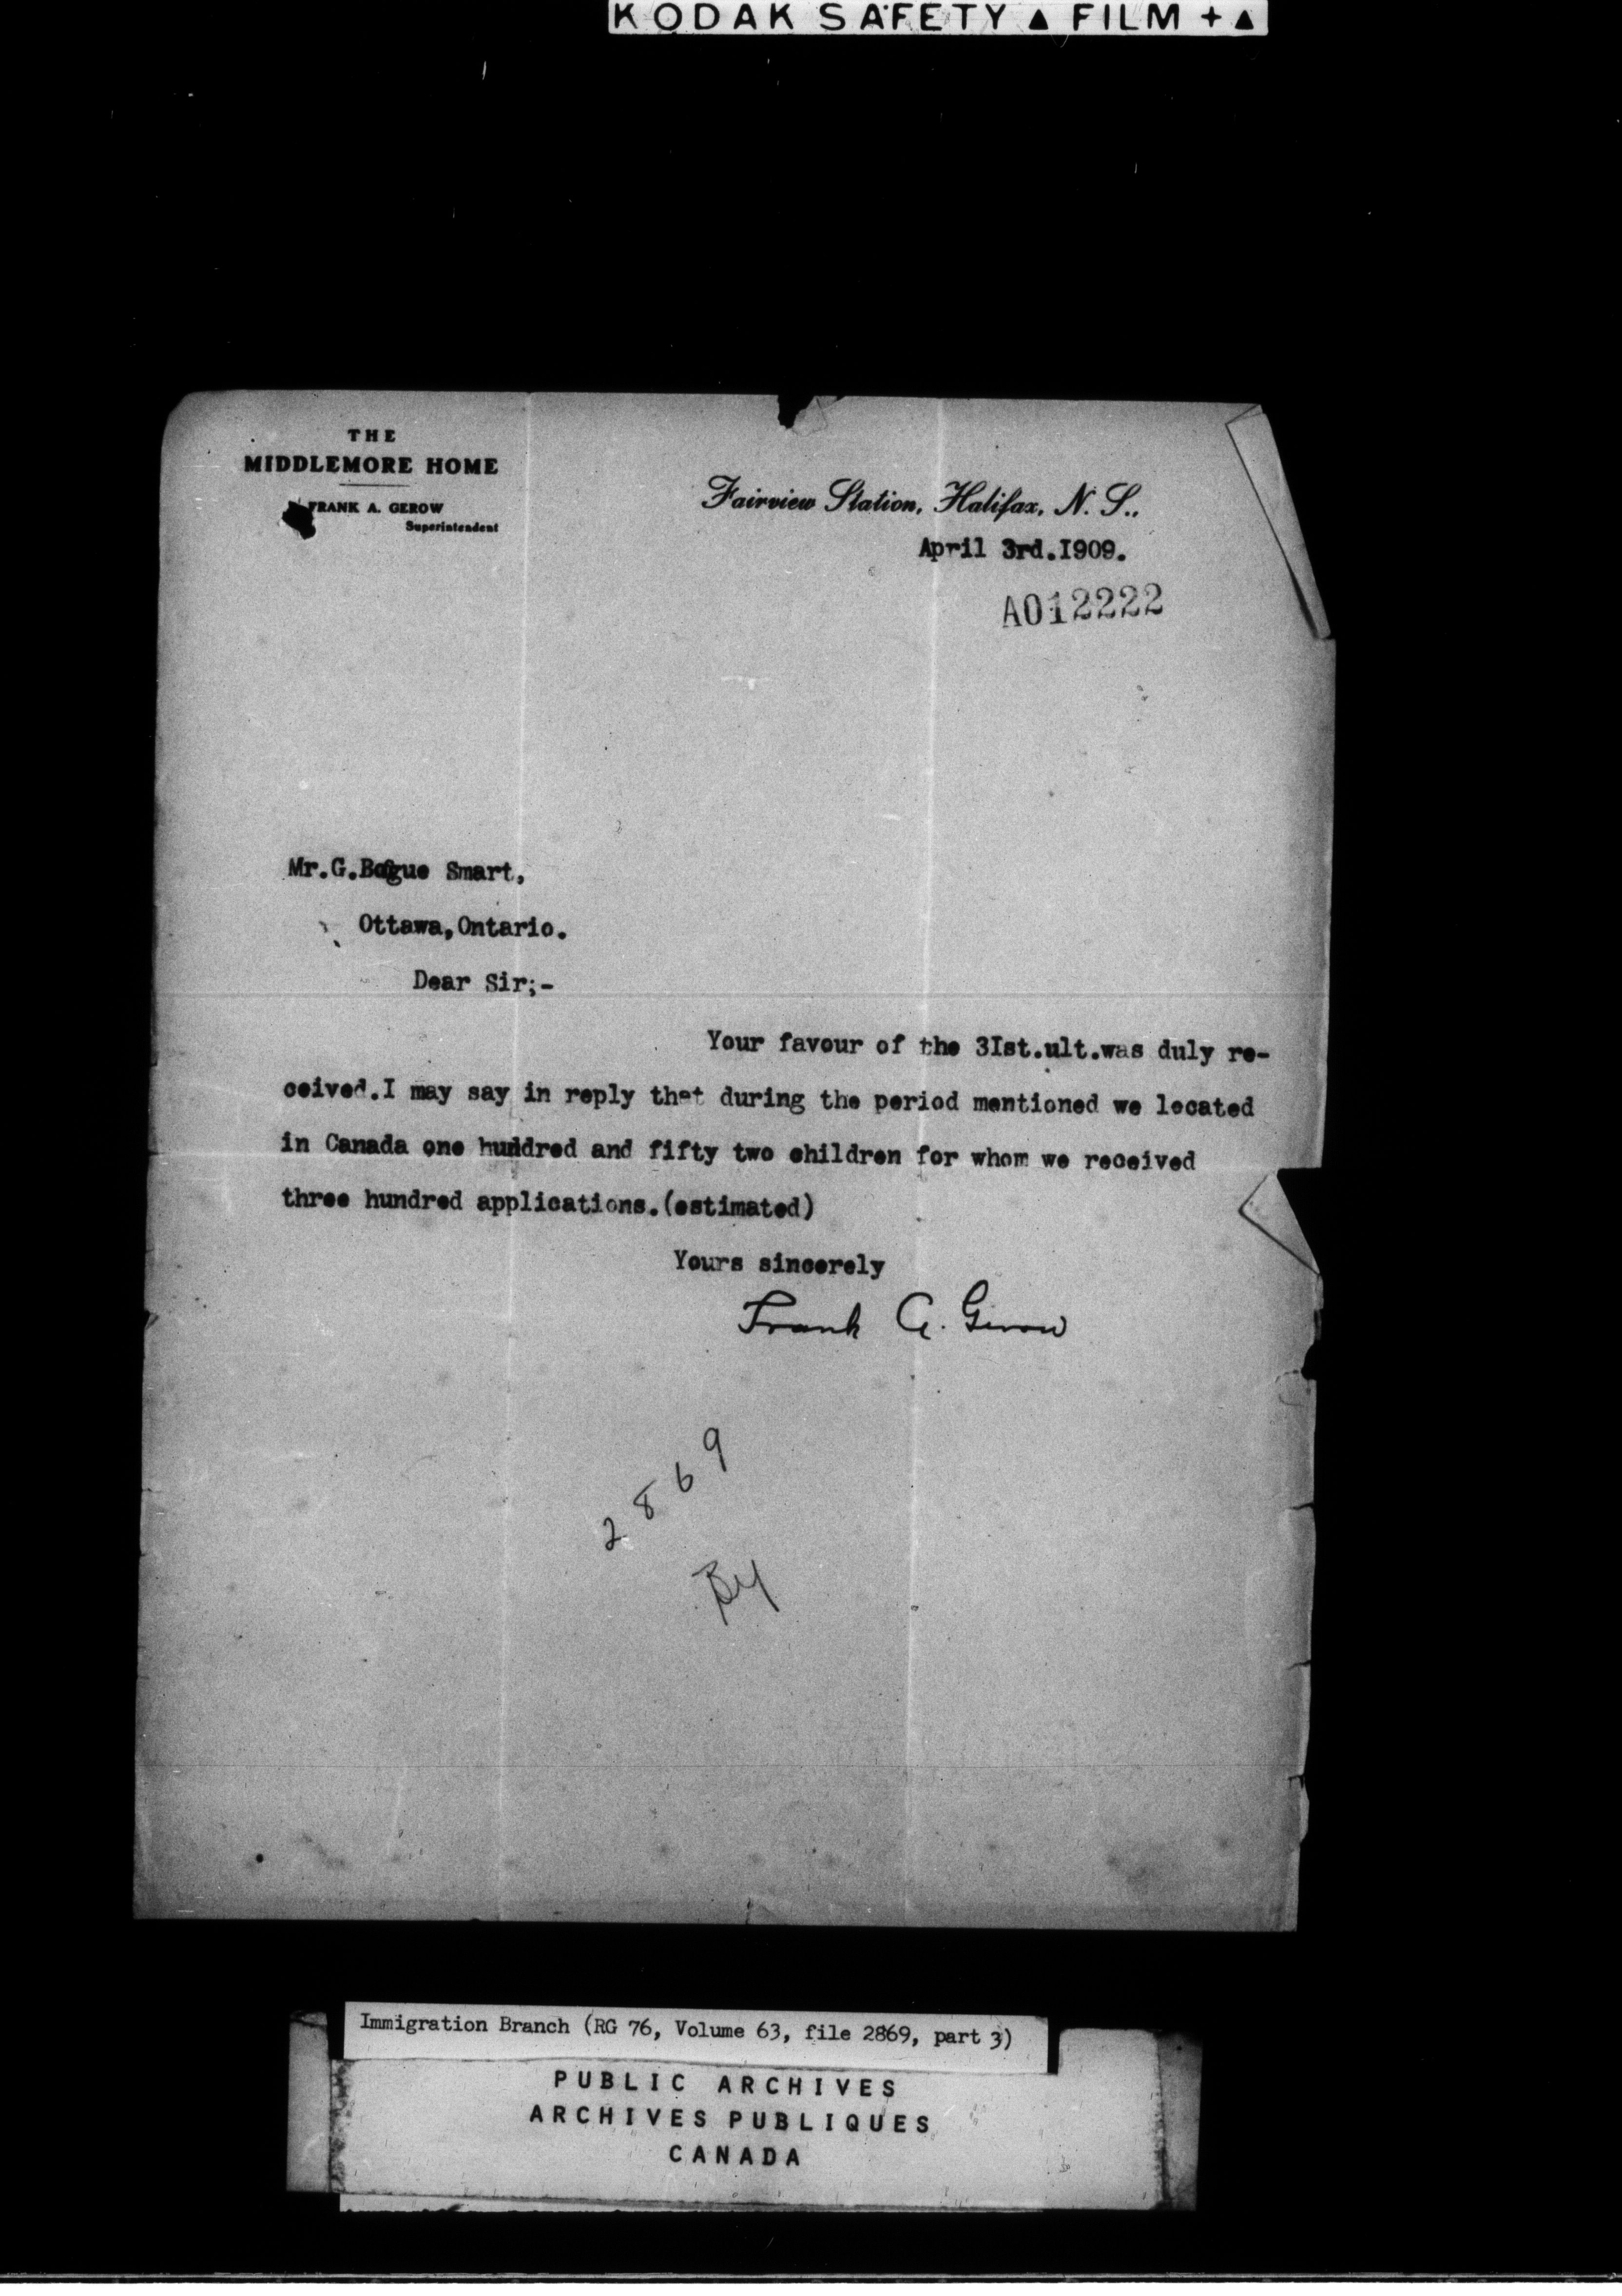 KODAK SAFETY ▲ FILM + ▲
THE
MIDDLEMORE HOME
FRANK A. GEROW
Superintendent
Fairview Station, Halifax, N. S.,
April 3rd.I909.
A012222
Mr.G.Bogue Smart,
Ottawa,Ontario.
Dear Sir;-
Your favour of the 3Ist.ult.was duly re-
ceived.I may say in reply that during the period mentioned we located
in Canada one hundred and fifty two children for whom we received
three hundred applications.(estimated)
Yours sincerely
Frank A. Gerow
2869
Immigration Branch (RG 76, Volume 63, file 2869, part 3)
PUBLIC ARCHIVES
ARCHIVES PUBLIQUES
CANADA